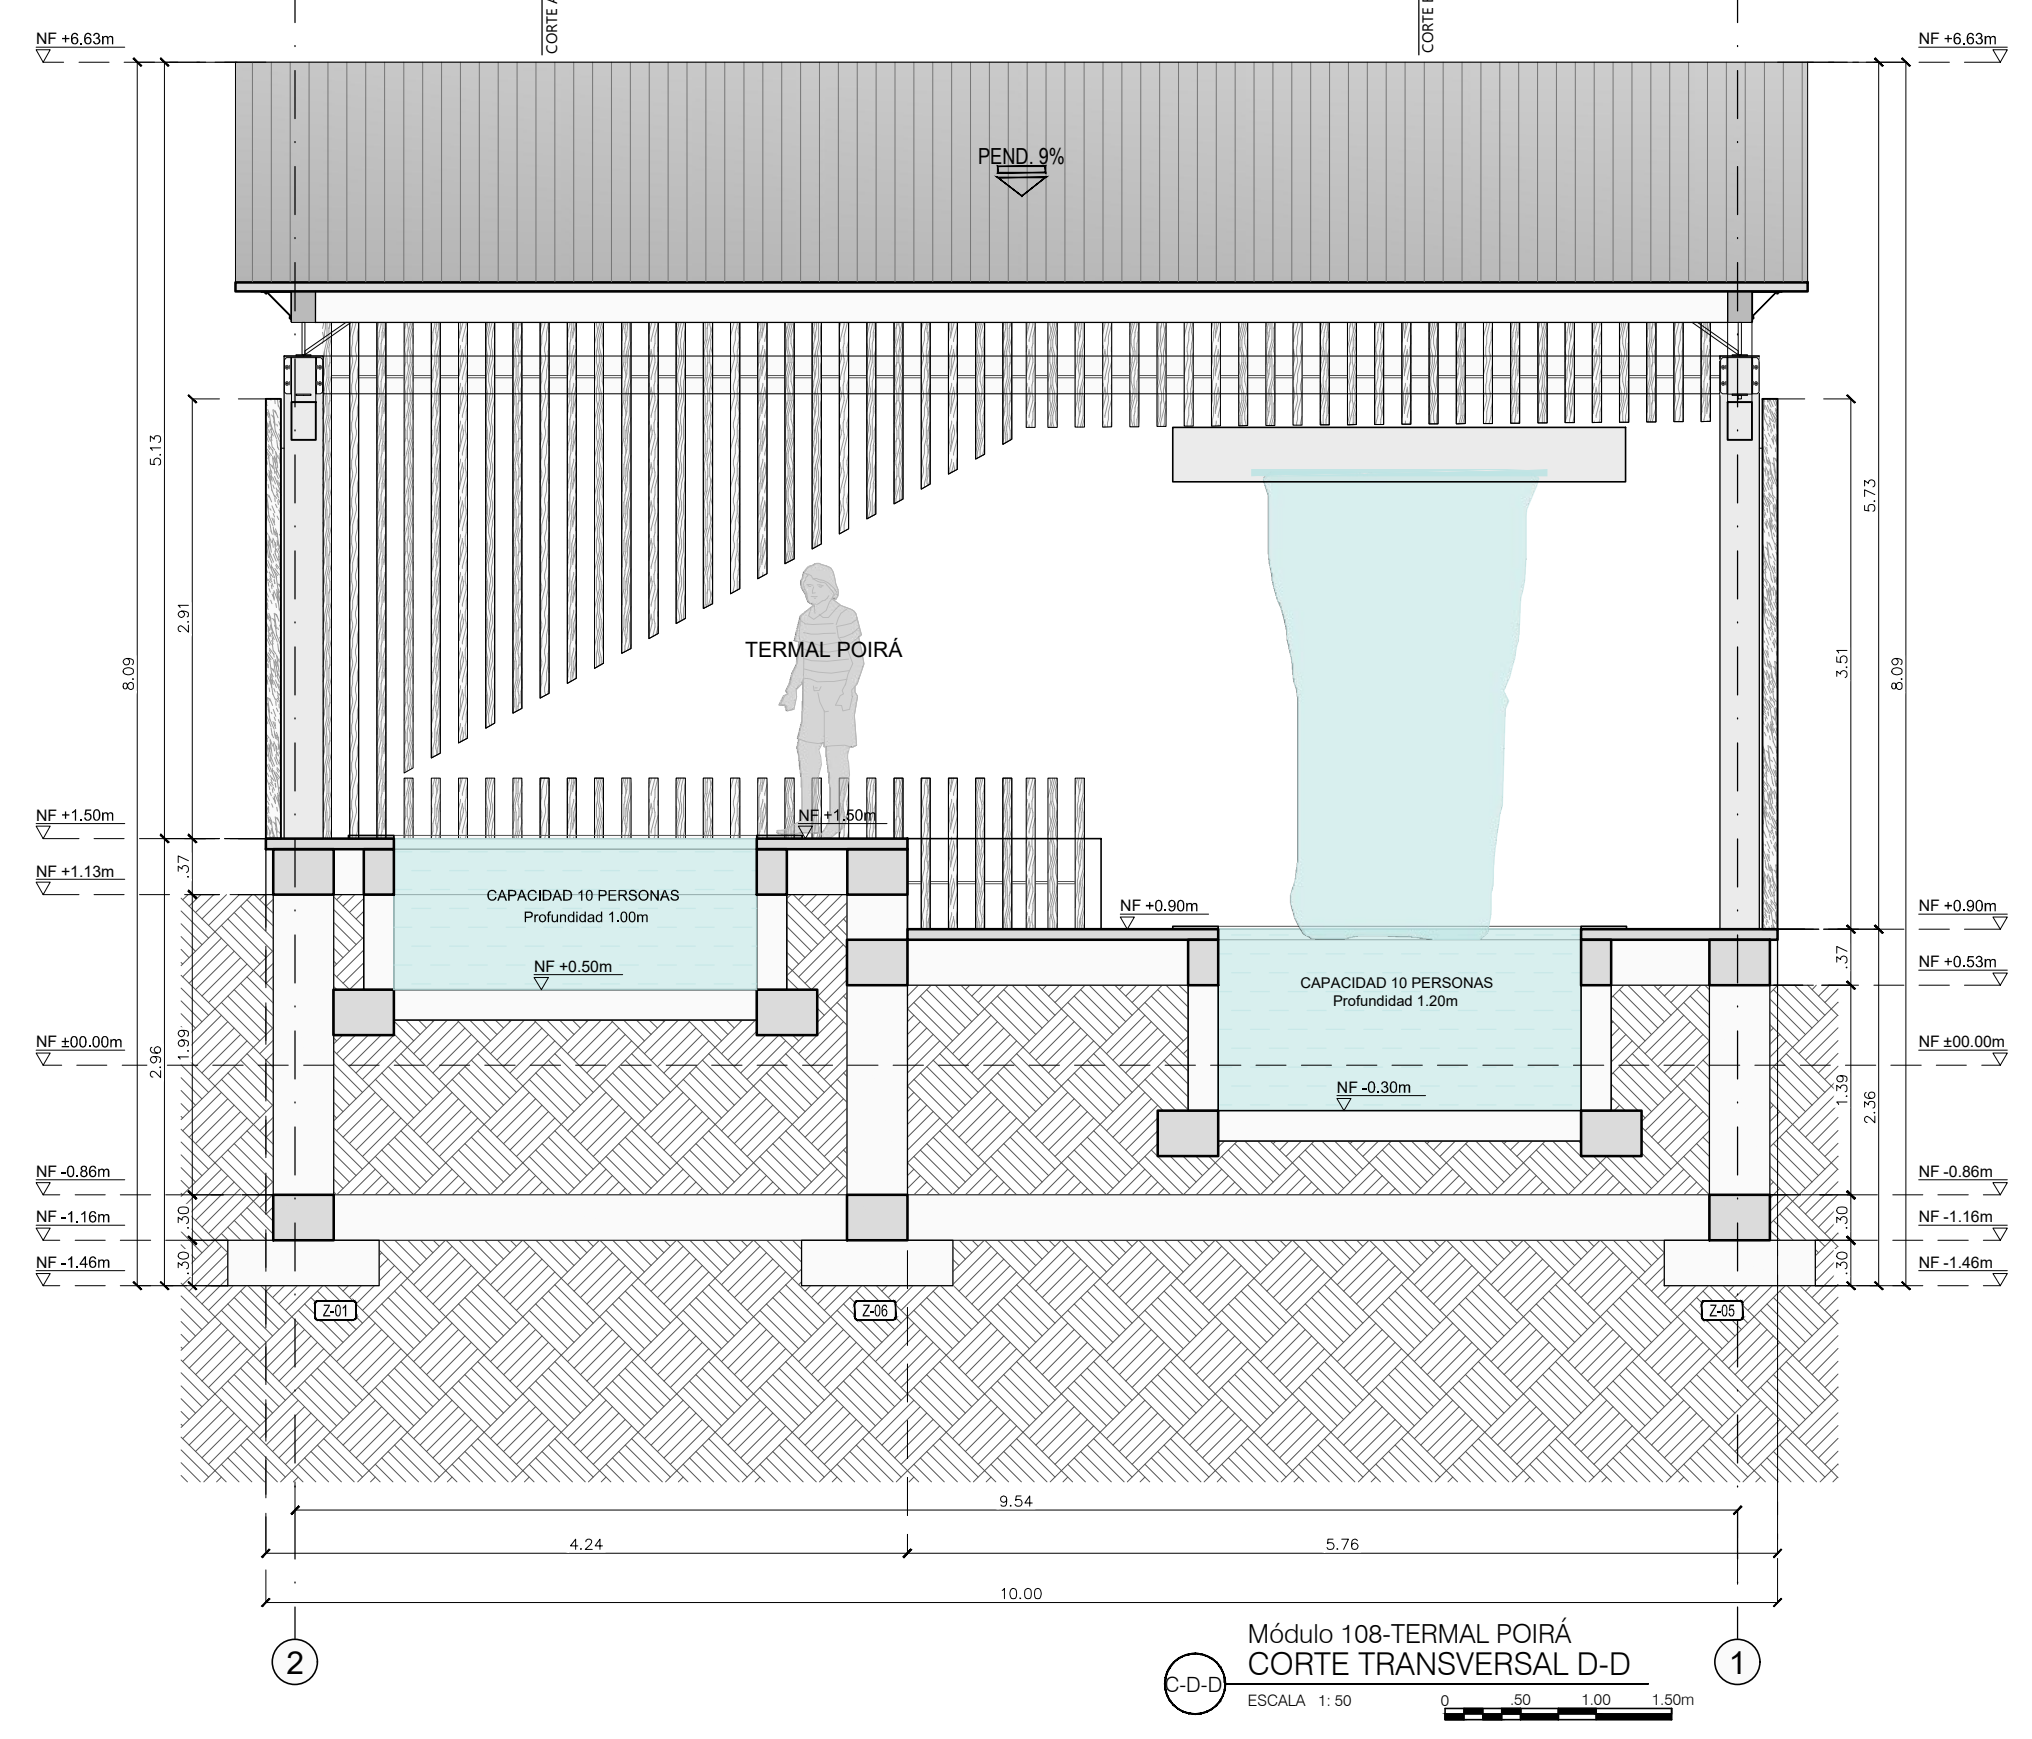 CORTE A
CORTE
NF +6.63m
NF +6.63m
PEND. 9%
5.13
5.73
2.91
3.51
8.09
8.09
TERMAL POIRÁ
NF +1.50m
NF +1.50m
.37
NF +1.13m
CAPACIDAD 10 PERSONAS
Profundidad 1.00m
NF +0.50m
NF +0.90m
NF +0.90m
.37
NF +0.53m
CAPACIDAD 10 PERSONAS
Profundidad 1.20m
NF ±00.00m
NF ±00.00m
1.99
2.96
NF -0.30m
1.39
2.36
NF -0.86m
NF -0.86m
.30
.30
NF -1.16m
NF -1.16m
.30
.30
NF -1.46m
NF -1.46m
Z-01
Z-06
Z-05
9.54
4.24
5.76
10.00
2
1
Módulo 108-TERMAL POIRÁ
C-D-D
CORTE TRANSVERSAL D-D
ESCALA 1: 50
0 .50 1.00 1.50m